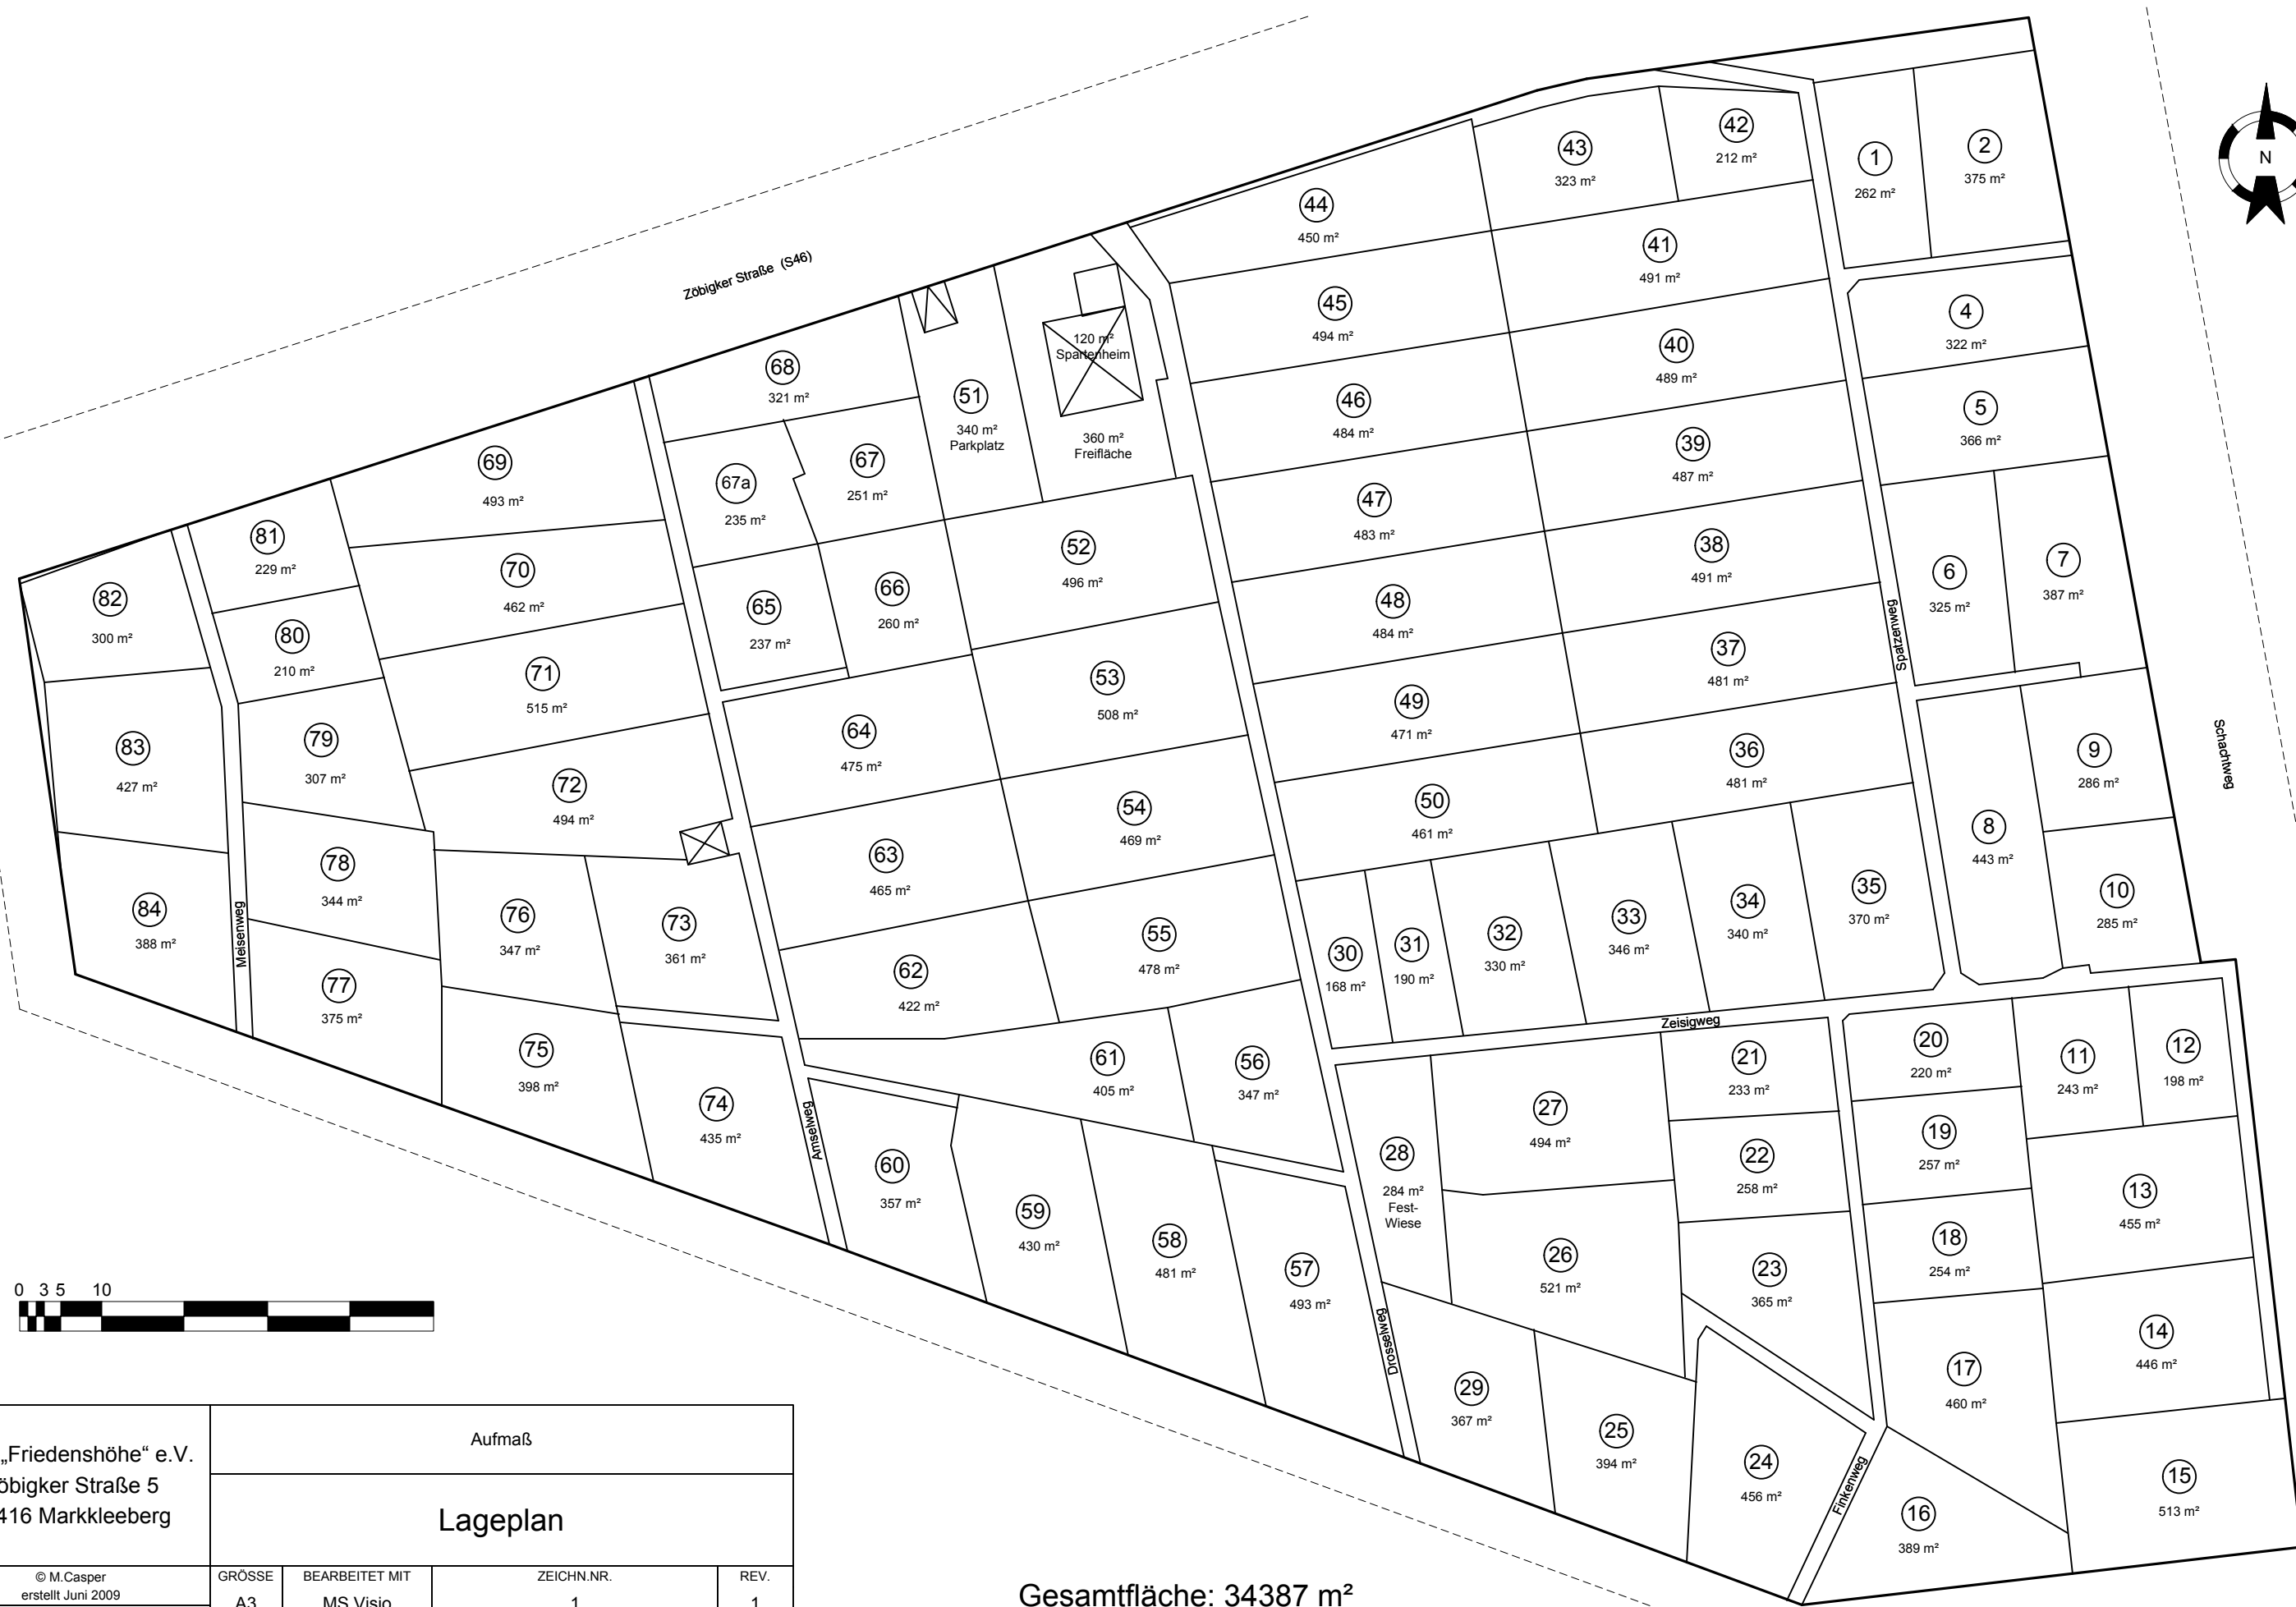 42
212 m²
43
323 m²
1
262 m²
2
375 m²
N
44
450 m²
41
491 m²
Zöbigker Straße (S46)
45
494 m²
4
322 m²
120 m²
Spartenheim
40
489 m²
68
321 m²
51
340 m²
Parkplatz
360 m²
Freifläche
46
484 m²
5
366 m²
69
493 m²
67a
235 m²
67
251 m²
39
487 m²
47
483 m²
81
229 m²
70
462 m²
52
496 m²
38
491 m²
6
325 m²
7
387 m²
82
300 m²
80
210 m²
65
237 m²
66
260 m²
48
484 m²
Spatzenweg
37
481 m²
71
515 m²
53
508 m²
49
471 m²
83
427 m²
79
307 m²
64
475 m²
36
481 m²
9
286 m²
Schachtweg
72
494 m²
54
469 m²
50
461 m²
8
443 m²
78
344 m²
63
465 m²
84
388 m²
Meisenweg
76
347 m²
73
361 m²
55
478 m²
30
168 m²
31
190 m²
32
330 m²
33
346 m²
34
340 m²
35
370 m²
10
285 m²
77
375 m²
62
422 m²
Zeisigweg
75
398 m²
61
405 m²
56
347 m²
21
233 m²
20
220 m²
11
243 m²
12
198 m²
74
435 m²
Amselweg
27
494 m²
19
257 m²
60
357 m²
28
284 m²
Fest-
Wiese
22
258 m²
13
455 m²
59
430 m²
58
481 m²
57
493 m²
26
521 m²
23
365 m²
18
254 m²
0 3 5 10
Drosselweg
14
446 m²
29
367 m²
17
460 m²
25
394 m²
24
456 m²
Finkenweg
16
389 m²
15
513 m²
„Friedenshöhe“ e.V.
öbigker Straße 5
416 Markkleeberg
Aufmaß
Lageplan
© M.Casper
erstellt Juni 2009
GRÖSSE
A3
BEARBEITET MIT
MS Visio
ZEICHN.NR.
1
REV.
1
Gesamtfläche: 34387 m²